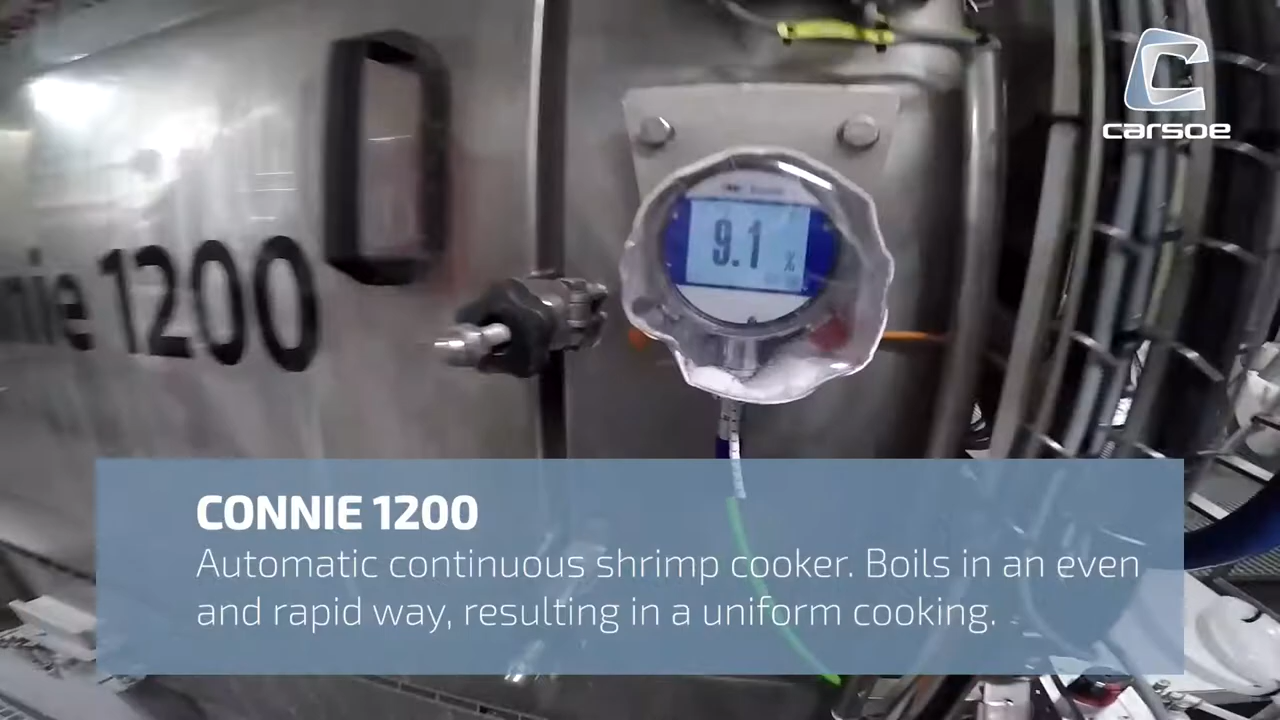 carsoe
9.1
%
nie 1200
CONNIE 1200
Automatic continuous shrimp cooker. Boils in an even
and rapid way, resulting in a uniform cooking.